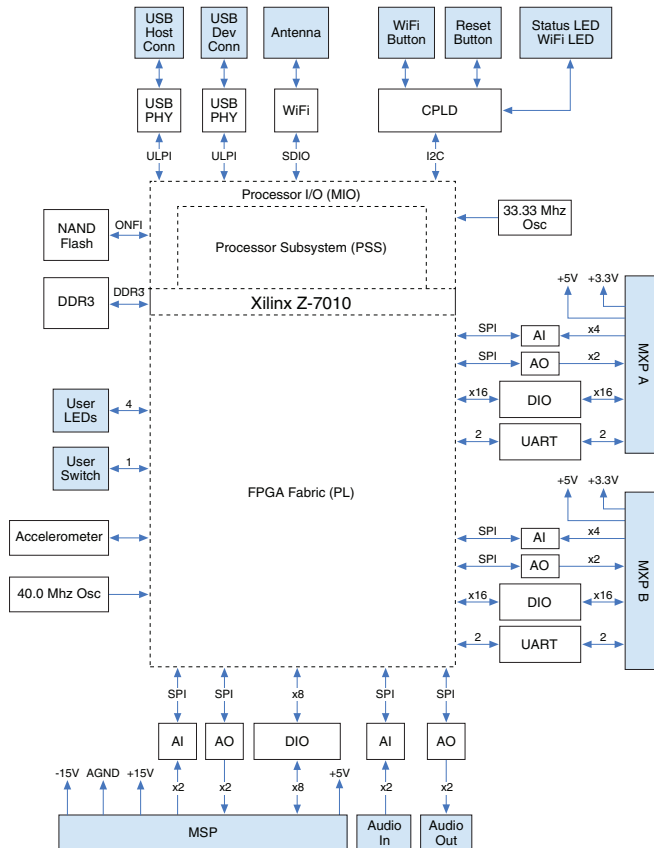 USB
Host
Conn
USB
Dev
Conn
Antenna
WiFi
Button
Reset
Button
Status LED
WiFi LED
USB
PHY
USB
PHY
WiFi
CPLD
ULPI
ULPI
SDIO
I2C
Processor I/O (MIO)
NAND
Flash
ONFI
33.33 Mhz
Osc
Processor Subsystem (PSS)
DDR3
DDR3
Xilinx Z-7010
+5V
+3.3V
SPI
AI
x4
SPI
AO
x2
x16
DIO
x16
2
UART
2
MXP A
User
LEDs
4
User
Switch
1
FPGA Fabric (PL)
+5V
+3.3V
Accelerometer
SPI
AI
x4
SPI
AO
x2
40.0 Mhz Osc
x16
DIO
x16
2
UART
2
MXP B
SPI
SPI
x8
SPI
SPI
AI
AO
DIO
AI
AO
-15V
AGND
+15V
x2
x2
x8
+5V
x2
x2
MSP
Audio
In
Audio
Out